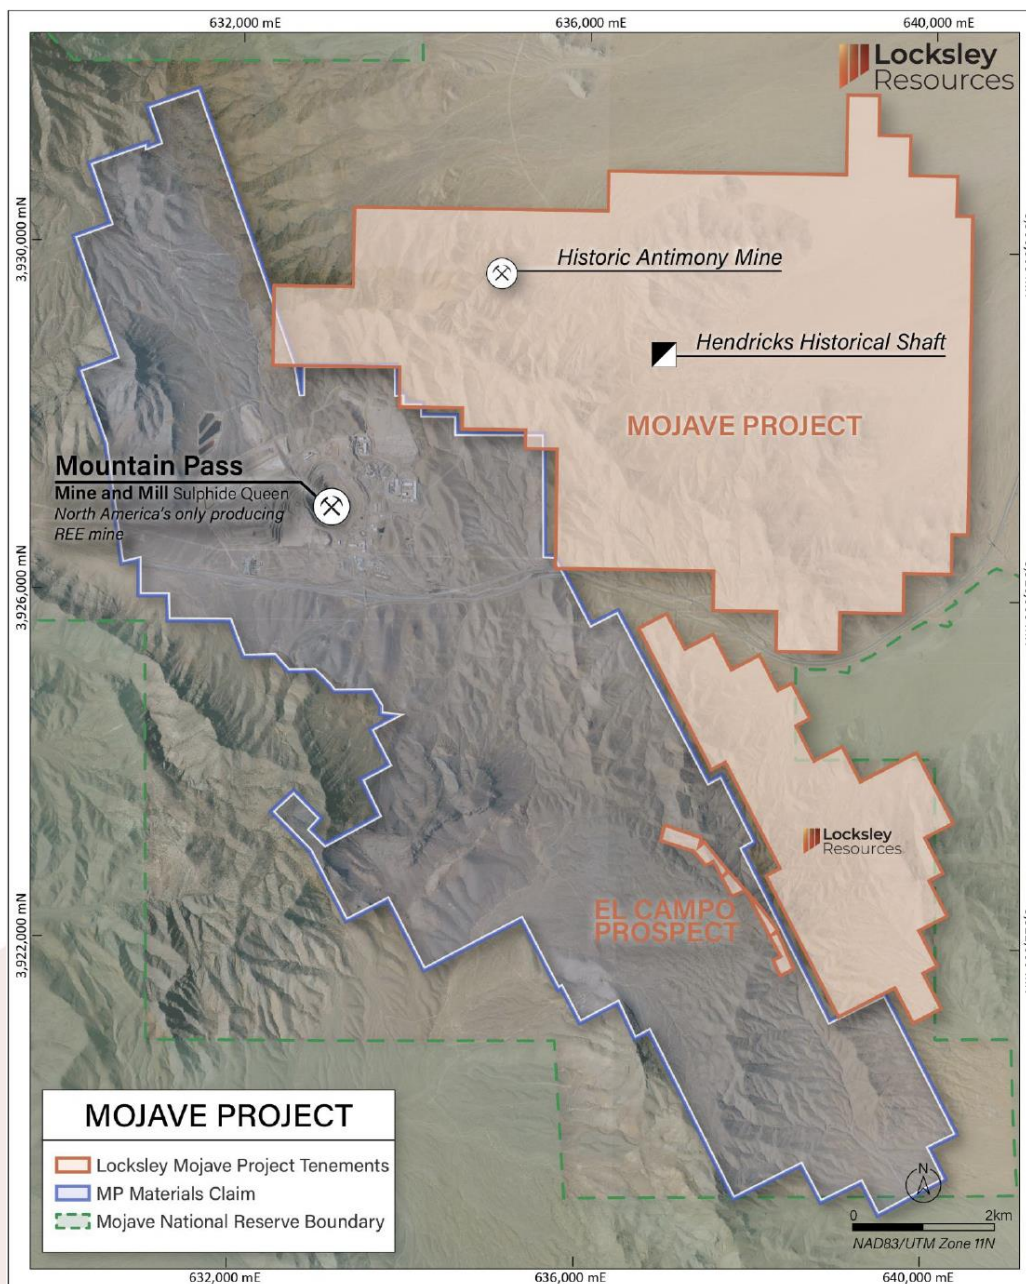 632,000 mE
636,000 mE
640,000 mE
Locksley
Resources
3,930,000 mN
Historic Antimony Mine
Hendricks Historical Shaft
MOJAVE PROJECT
Mountain Pass
Mine and Mill Sulphide Queen
North America's only producing
REE mine
3,926,000 mN
Locksley
Resources
EL CAMPO
PROSPECT
3,922,000 mN
MOJAVE PROJECT
Locksley Mojave Project Tenements
MP Materials Claim
Mojave National Reserve Boundary
N
0 2km
NAD83/UTM Zone 11N
632,000 mE
636,000 mE
640,000 mE